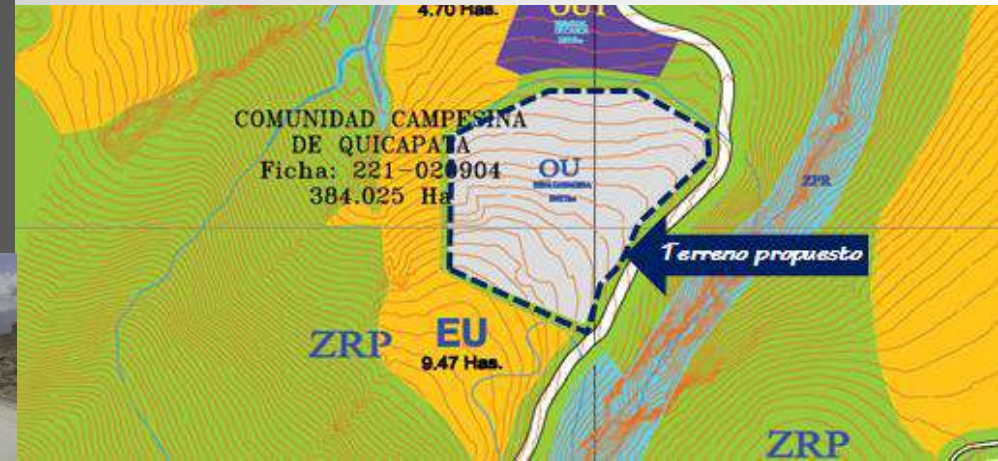 4.70 Has.
OU1
COMUNIDAD CAMPESINA
DE QUICAPATA
Ficha: 221-020904
384.025 Ha
OU
ZPR
Terreno propuesto
EU
9.47 Has.
ZRP
ZRP